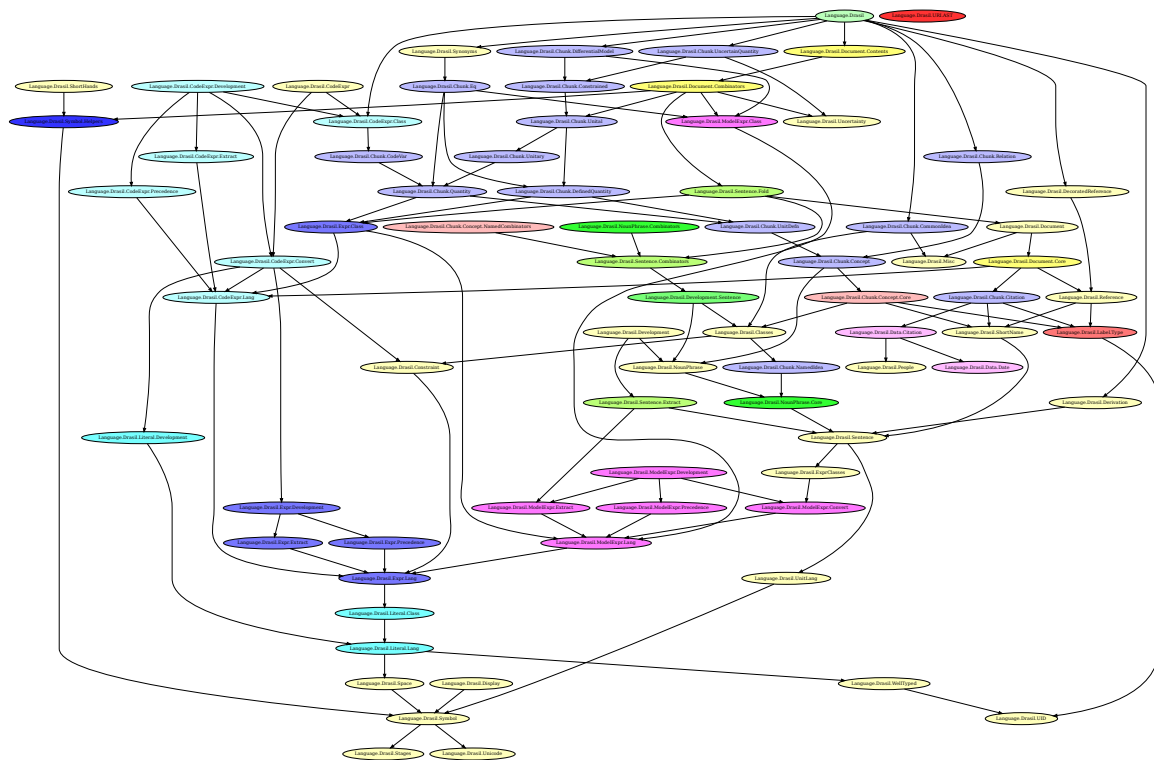 Language.Drasil
Language.Drasil.URI.AST
Language.Drasil.Synonyms
Language.Drasil.Chunk.DifferentialModel
Language.Drasil.Chunk.UncertainQuantity
Language.Drasil.Document.Contents
Language.Drasil.ShortHands
Language.Drasil.CodeExpr.Development
Language.Drasil.CodeExpr
Language.Drasil.Chunk.Eq
Language.Drasil.Chunk.Constrained
Language.Drasil.Document.Combinators
Language.Drasil.Symbol.Helpers
Language.Drasil.CodeExpr.Class
Language.Drasil.Chunk.Unital
Language.Drasil.ModelExpr.Class
Language.Drasil.Uncertainty
Language.Drasil.CodeExpr.Extract
Language.Drasil.Chunk.CodeVar
Language.Drasil.Chunk.Unitary
Language.Drasil.Chunk.Relation
Language.Drasil.CodeExpr.Precedence
Language.Drasil.Chunk.Quantity
Language.Drasil.Chunk.DefinedQuantity
Language.Drasil.Sentence.Fold
Language.Drasil.DecoratedReference
Language.Drasil.Expr.Class
Language.Drasil.Chunk.Concept.NamedCombinators
Language.Drasil.NounPhrase.Combinators
Language.Drasil.Chunk.UnitDefn
Language.Drasil.Chunk.CommonIdea
Language.Drasil.Document
Language.Drasil.CodeExpr.Convert
Language.Drasil.Sentence.Combinators
Language.Drasil.Chunk.Concept
Language.Drasil.Misc
Language.Drasil.Document.Core
Language.Drasil.CodeExpr.Lang
Language.Drasil.Development.Sentence
Language.Drasil.Chunk.Concept.Core
Language.Drasil.Chunk.Citation
Language.Drasil.Reference
Language.Drasil.Development
Language.Drasil.Classes
Language.Drasil.Data.Citation
Language.Drasil.ShortName
Language.Drasil.Label.Type
Language.Drasil.Constraint
Language.Drasil.NounPhrase
Language.Drasil.Chunk.NamedIdea
Language.Drasil.People
Language.Drasil.Data.Date
Language.Drasil.Sentence.Extract
Language.Drasil.NounPhrase.Core
Language.Drasil.Derivation
Language.Drasil.Literal.Development
Language.Drasil.Sentence
Language.Drasil.ModelExpr.Development
Language.Drasil.ExprClasses
Language.Drasil.Expr.Development
Language.Drasil.ModelExpr.Extract
Language.Drasil.ModelExpr.Precedence
Language.Drasil.ModelExpr.Convert
Language.Drasil.Expr.Extract
Language.Drasil.Expr.Precedence
Language.Drasil.ModelExpr.Lang
Language.Drasil.Expr.Lang
Language.Drasil.UnitLang
Language.Drasil.Literal.Class
Language.Drasil.Literal.Lang
Language.Drasil.Space
Language.Drasil.Display
Language.Drasil.WellTyped
Language.Drasil.Symbol
Language.Drasil.UID
Language.Drasil.Stages
Language.Drasil.Unicode